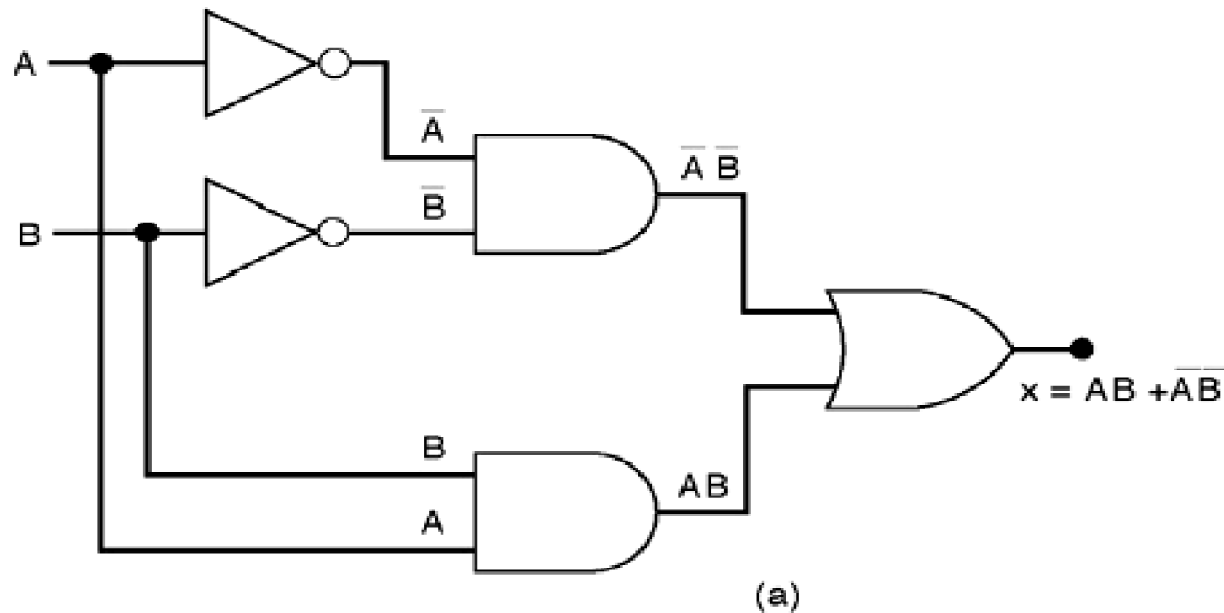 A
A̅
A̅ B̅
B̅
B
x = AB + A̅B̅
B
AB
A
(a)